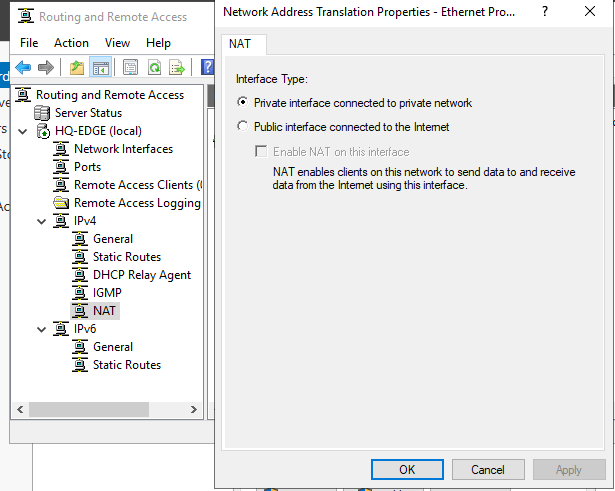 Routing and Remote Access
File Action View Help
Routing and Remote Access
Server Status
HQ-EDGE (local)
Network Interfaces
Ports
Remote Access Clients (
Remote Access Logging
IPv4
General
Static Routes
DHCP Relay Agent
IGMP
NAT
IPv6
General
Static Routes
Network Address Translation Properties - Ethernet Pro...
NAT
Interface Type:
Private interface connected to private network
Public interface connected to the Internet
Enable NAT on this interface
NAT enables clients on this network to send data to and receive
data from the Internet using this interface.
OK Cancel Apply